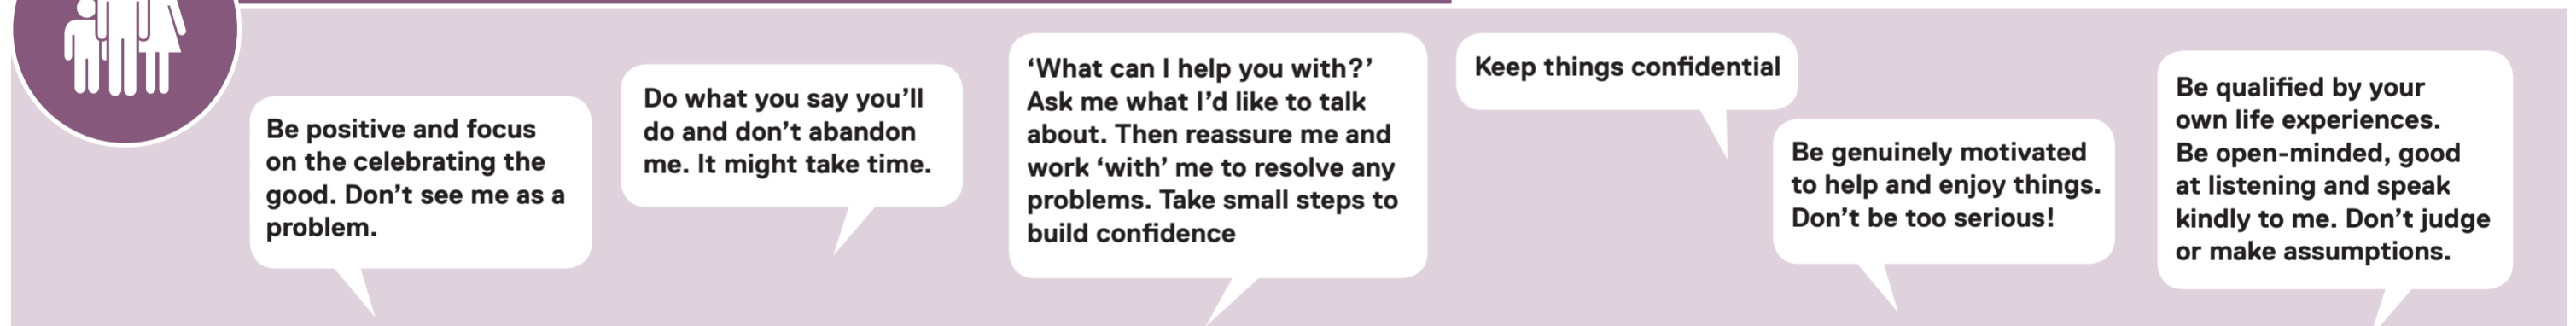 Be positive and focus
on the celebrating the
good. Don’t see me as a
problem.
Do what you say you’ll
do and don’t abandon
me. It might take time.
‘What can I help you with?’
Ask me what I’d like to talk
about. Then reassure me and
work ‘with’ me to resolve any
problems. Take small steps to
build confidence
Keep things confidential
Be genuinely motivated
to help and enjoy things.
Don’t be too serious!
Be qualified by your
own life experiences.
Be open-minded, good
at listening and speak
kindly to me. Don’t judge
or make assumptions.